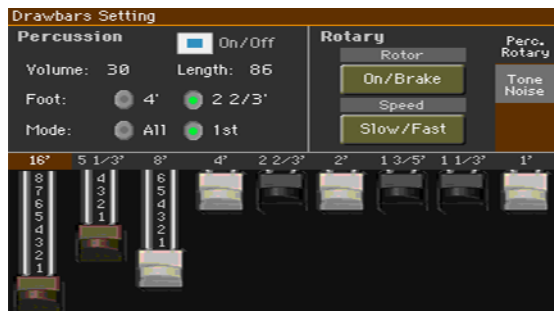 Drawbars Setting
Percussion
On/Off
Volume: 30 Length: 86
Foot: 4' 2 2/3'
Mode: All 1st
Rotary
Rotor
On/Brake
Speed
Slow/Fast
Perc.
Rotary
Tone
Noise
16' 5 1/3' 8' 4' 2 2/3' 2' 1 3/5' 1 1/3' 1'
8 4 6
7 3 5
6 2 4
5 1 3
4 2
3 1
2
1